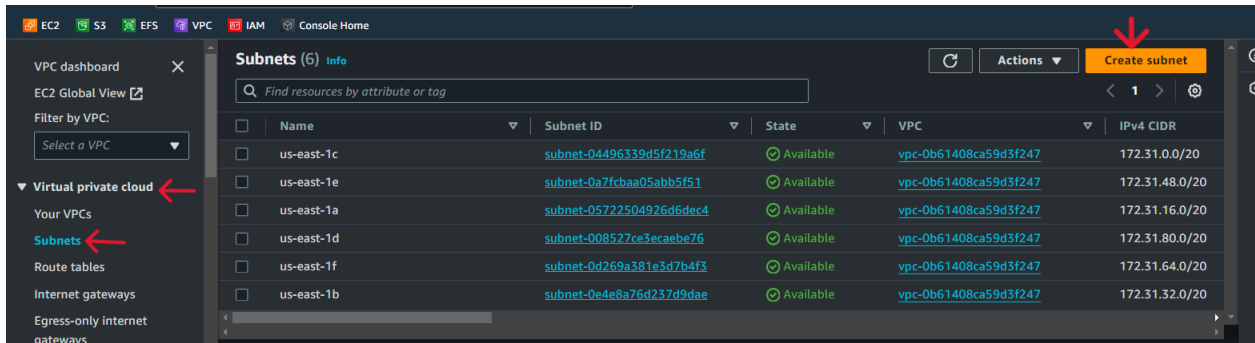 EC2 S3 EFS VPC IAM Console Home
VPC dashboard
EC2 Global View
Filter by VPC:
Select a VPC
Virtual private cloud
Your VPCs
Subnets
Route tables
Internet gateways
Egress-only internet
gateways
Subnets (6) Info
Actions Create subnet
Find resources by attribute or tag
1
Name Subnet ID State VPC IPv4 CIDR
us-east-1c subnet-04496339d5f219a6f Available vpc-0b61408ca59d3f247 172.31.0.0/20
us-east-1e subnet-0a7fcbaa05abb5f51 Available vpc-0b61408ca59d3f247 172.31.48.0/20
us-east-1a subnet-05722504926d6dec4 Available vpc-0b61408ca59d3f247 172.31.16.0/20
us-east-1d subnet-008527ce3ecaebe76 Available vpc-0b61408ca59d3f247 172.31.80.0/20
us-east-1f subnet-0d269a381e3d7b4f3 Available vpc-0b61408ca59d3f247 172.31.64.0/20
us-east-1b subnet-0e4e8a76d237d9dae Available vpc-0b61408ca59d3f247 172.31.32.0/20